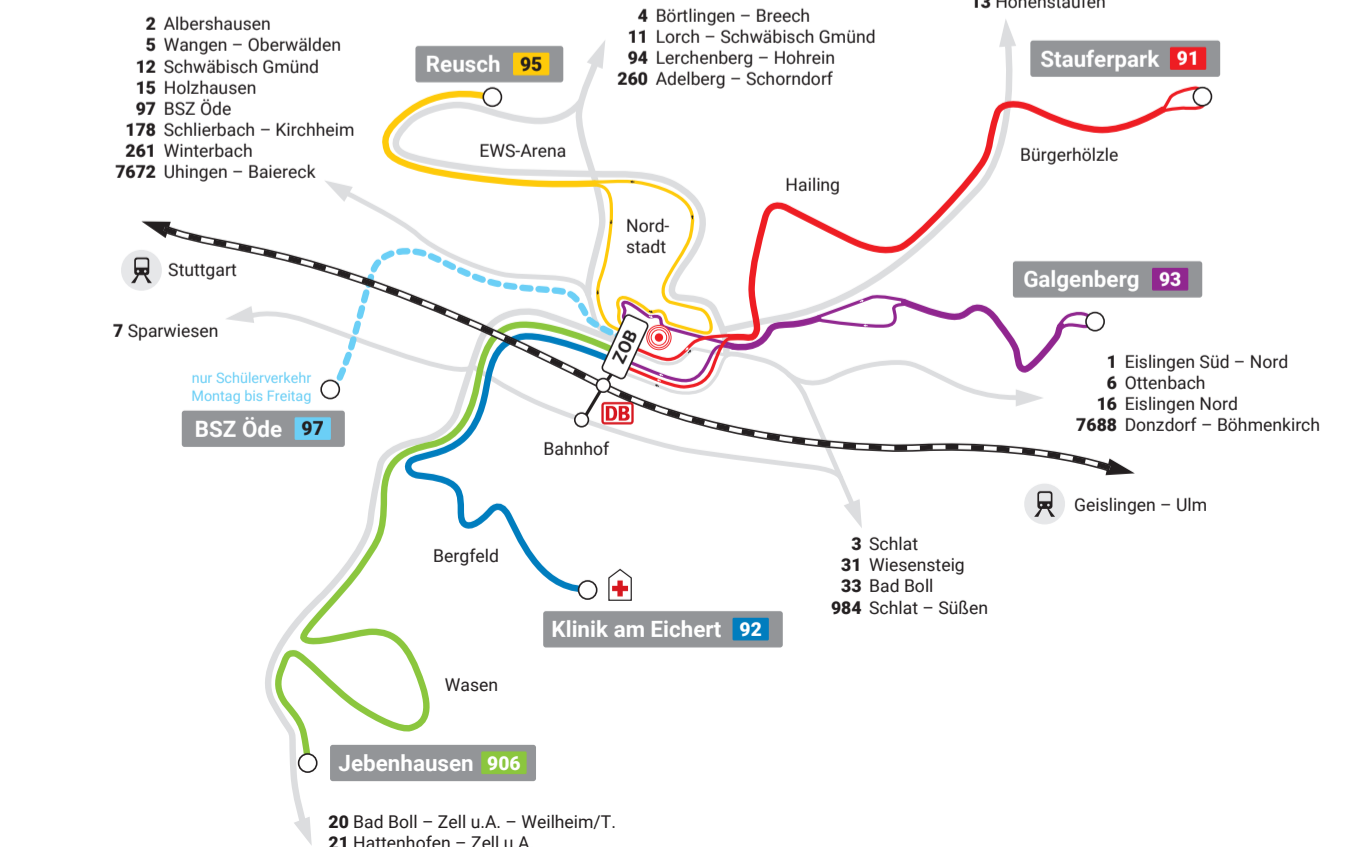 13 Hohenstaufen
4 Börtlingen – Breech
11 Lorch – Schwäbisch Gmünd
94 Lerchenberg – Hohrein
260 Adelberg – Schorndorf
2 Albershausen
5 Wangen – Oberwälden
12 Schwäbisch Gmünd
15 Holzhausen
97 BSZ Öde
178 Schlierbach – Kirchheim
261 Winterbach
7672 Uhingen – Baiereck
Reusch 95
Stauferpark 91
EWS-Arena
Bürgerhölzle
Hailing
Nord-
stadt
Stuttgart
Galgenberg 93
7 Sparwiesen
ZOB
1 Eislingen Süd – Nord
6 Ottenbach
16 Eislingen Nord
7688 Donzdorf – Böhmenkirch
nur Schülerverkehr
Montag bis Freitag
BSZ Öde 97
DB
Bahnhof
Geislingen – Ulm
3 Schlat
31 Wiesensteig
33 Bad Boll
984 Schlat – Süßen
Bergfeld
Klinik am Eichert 92
Wasen
Jebenhausen 906
20 Bad Boll – Zell u.A. – Weilheim/T.
21 Hattenhofen – Zell u.A.